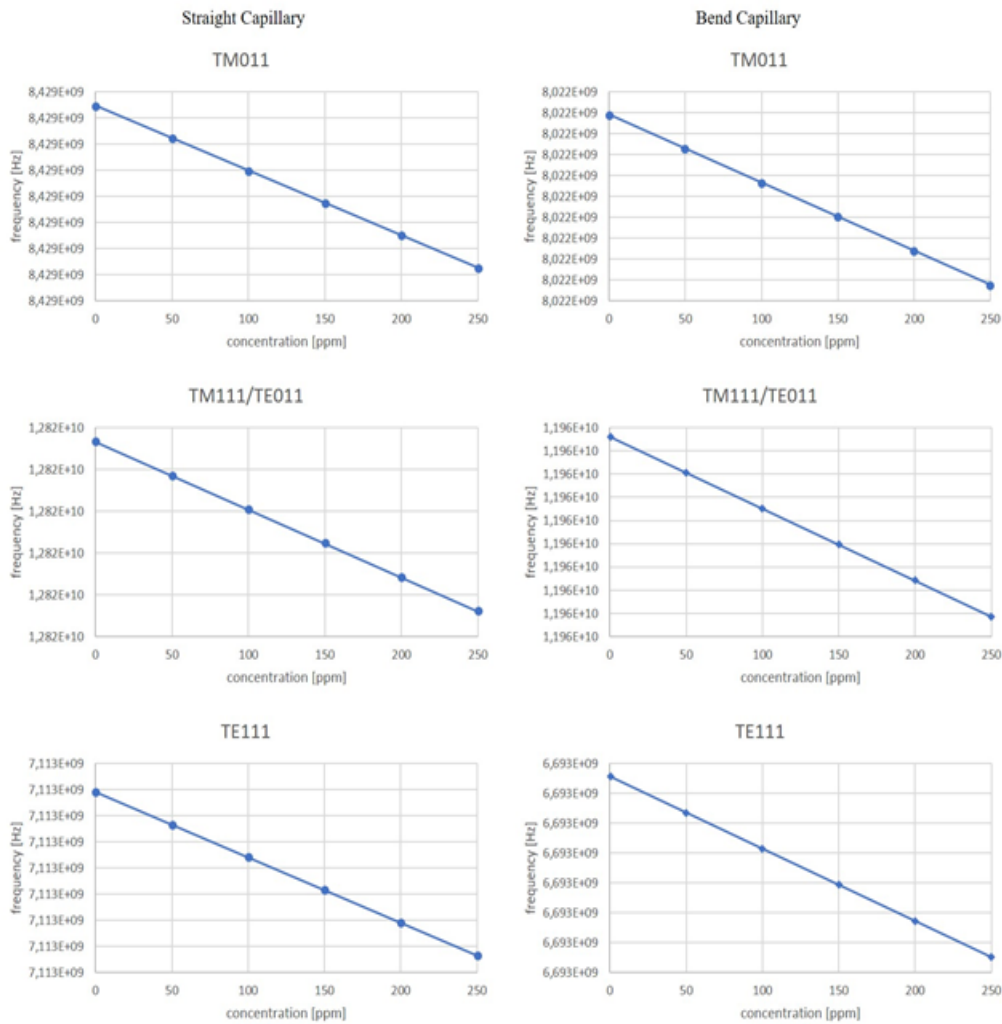 Straight Capillary
Bend Capillary
TM011
8,429E+09
8,429E+09
8,429E+09
8,429E+09
8,429E+09
8,429E+09
8,429E+09
8,429E+09
8,429E+09
frequency [Hz]
0 50 100 150 200 250
concentration [ppm]
TM011
8,022E+09
8,022E+09
8,022E+09
8,022E+09
8,022E+09
8,022E+09
8,022E+09
8,022E+09
8,022E+09
8,022E+09
8,022E+09
frequency [Hz]
0 50 100 150 200 250
concentration [ppm]
TM111/TE011
1,282E+10
1,282E+10
1,282E+10
1,282E+10
1,282E+10
1,282E+10
frequency [Hz]
0 50 100 150 200 250
concentration [ppm]
TM111/TE011
1,196E+10
1,196E+10
1,196E+10
1,196E+10
1,196E+10
1,196E+10
1,196E+10
1,196E+10
1,196E+10
1,196E+10
frequency [Hz]
0 50 100 150 200 250
concentration [ppm]
TE111
7,113E+09
7,113E+09
7,113E+09
7,113E+09
7,113E+09
7,113E+09
7,113E+09
7,113E+09
7,113E+09
frequency [Hz]
0 50 100 150 200 250
concentration [ppm]
TE111
6,693E+09
6,693E+09
6,693E+09
6,693E+09
6,693E+09
6,693E+09
6,693E+09
6,693E+09
frequency [Hz]
0 50 100 150 200 250
concentration [ppm]